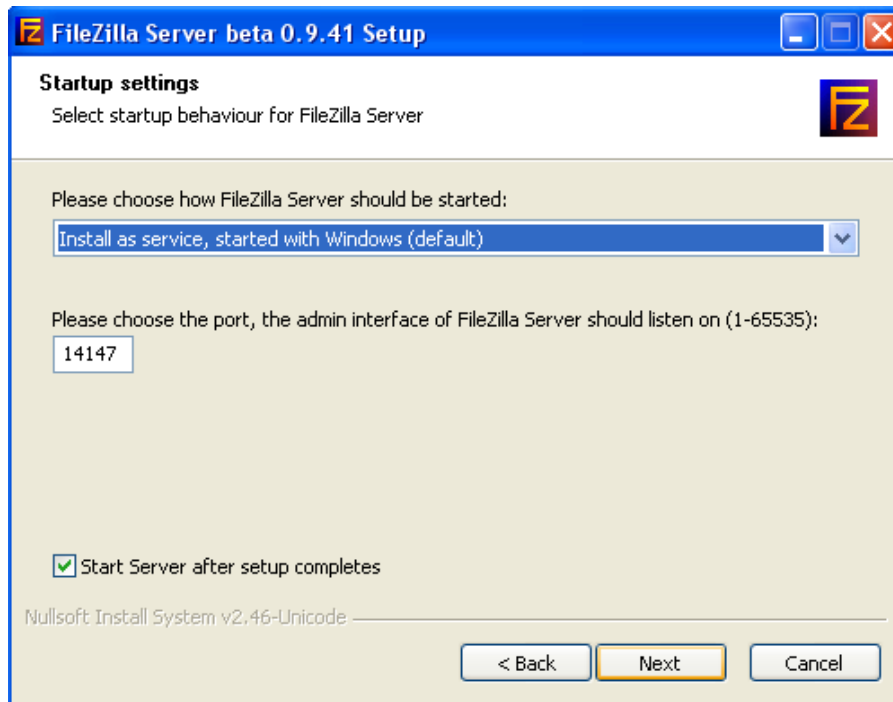 FileZilla Server beta 0.9.41 Setup
Startup settings
Select startup behaviour for FileZilla Server
Please choose how FileZilla Server should be started:
Install as service, started with Windows (default)
Please choose the port, the admin interface of FileZilla Server should listen on (1-65535):
14147
Start Server after setup completes
Nullsoft Install System v2.46-Unicode
< Back Next Cancel